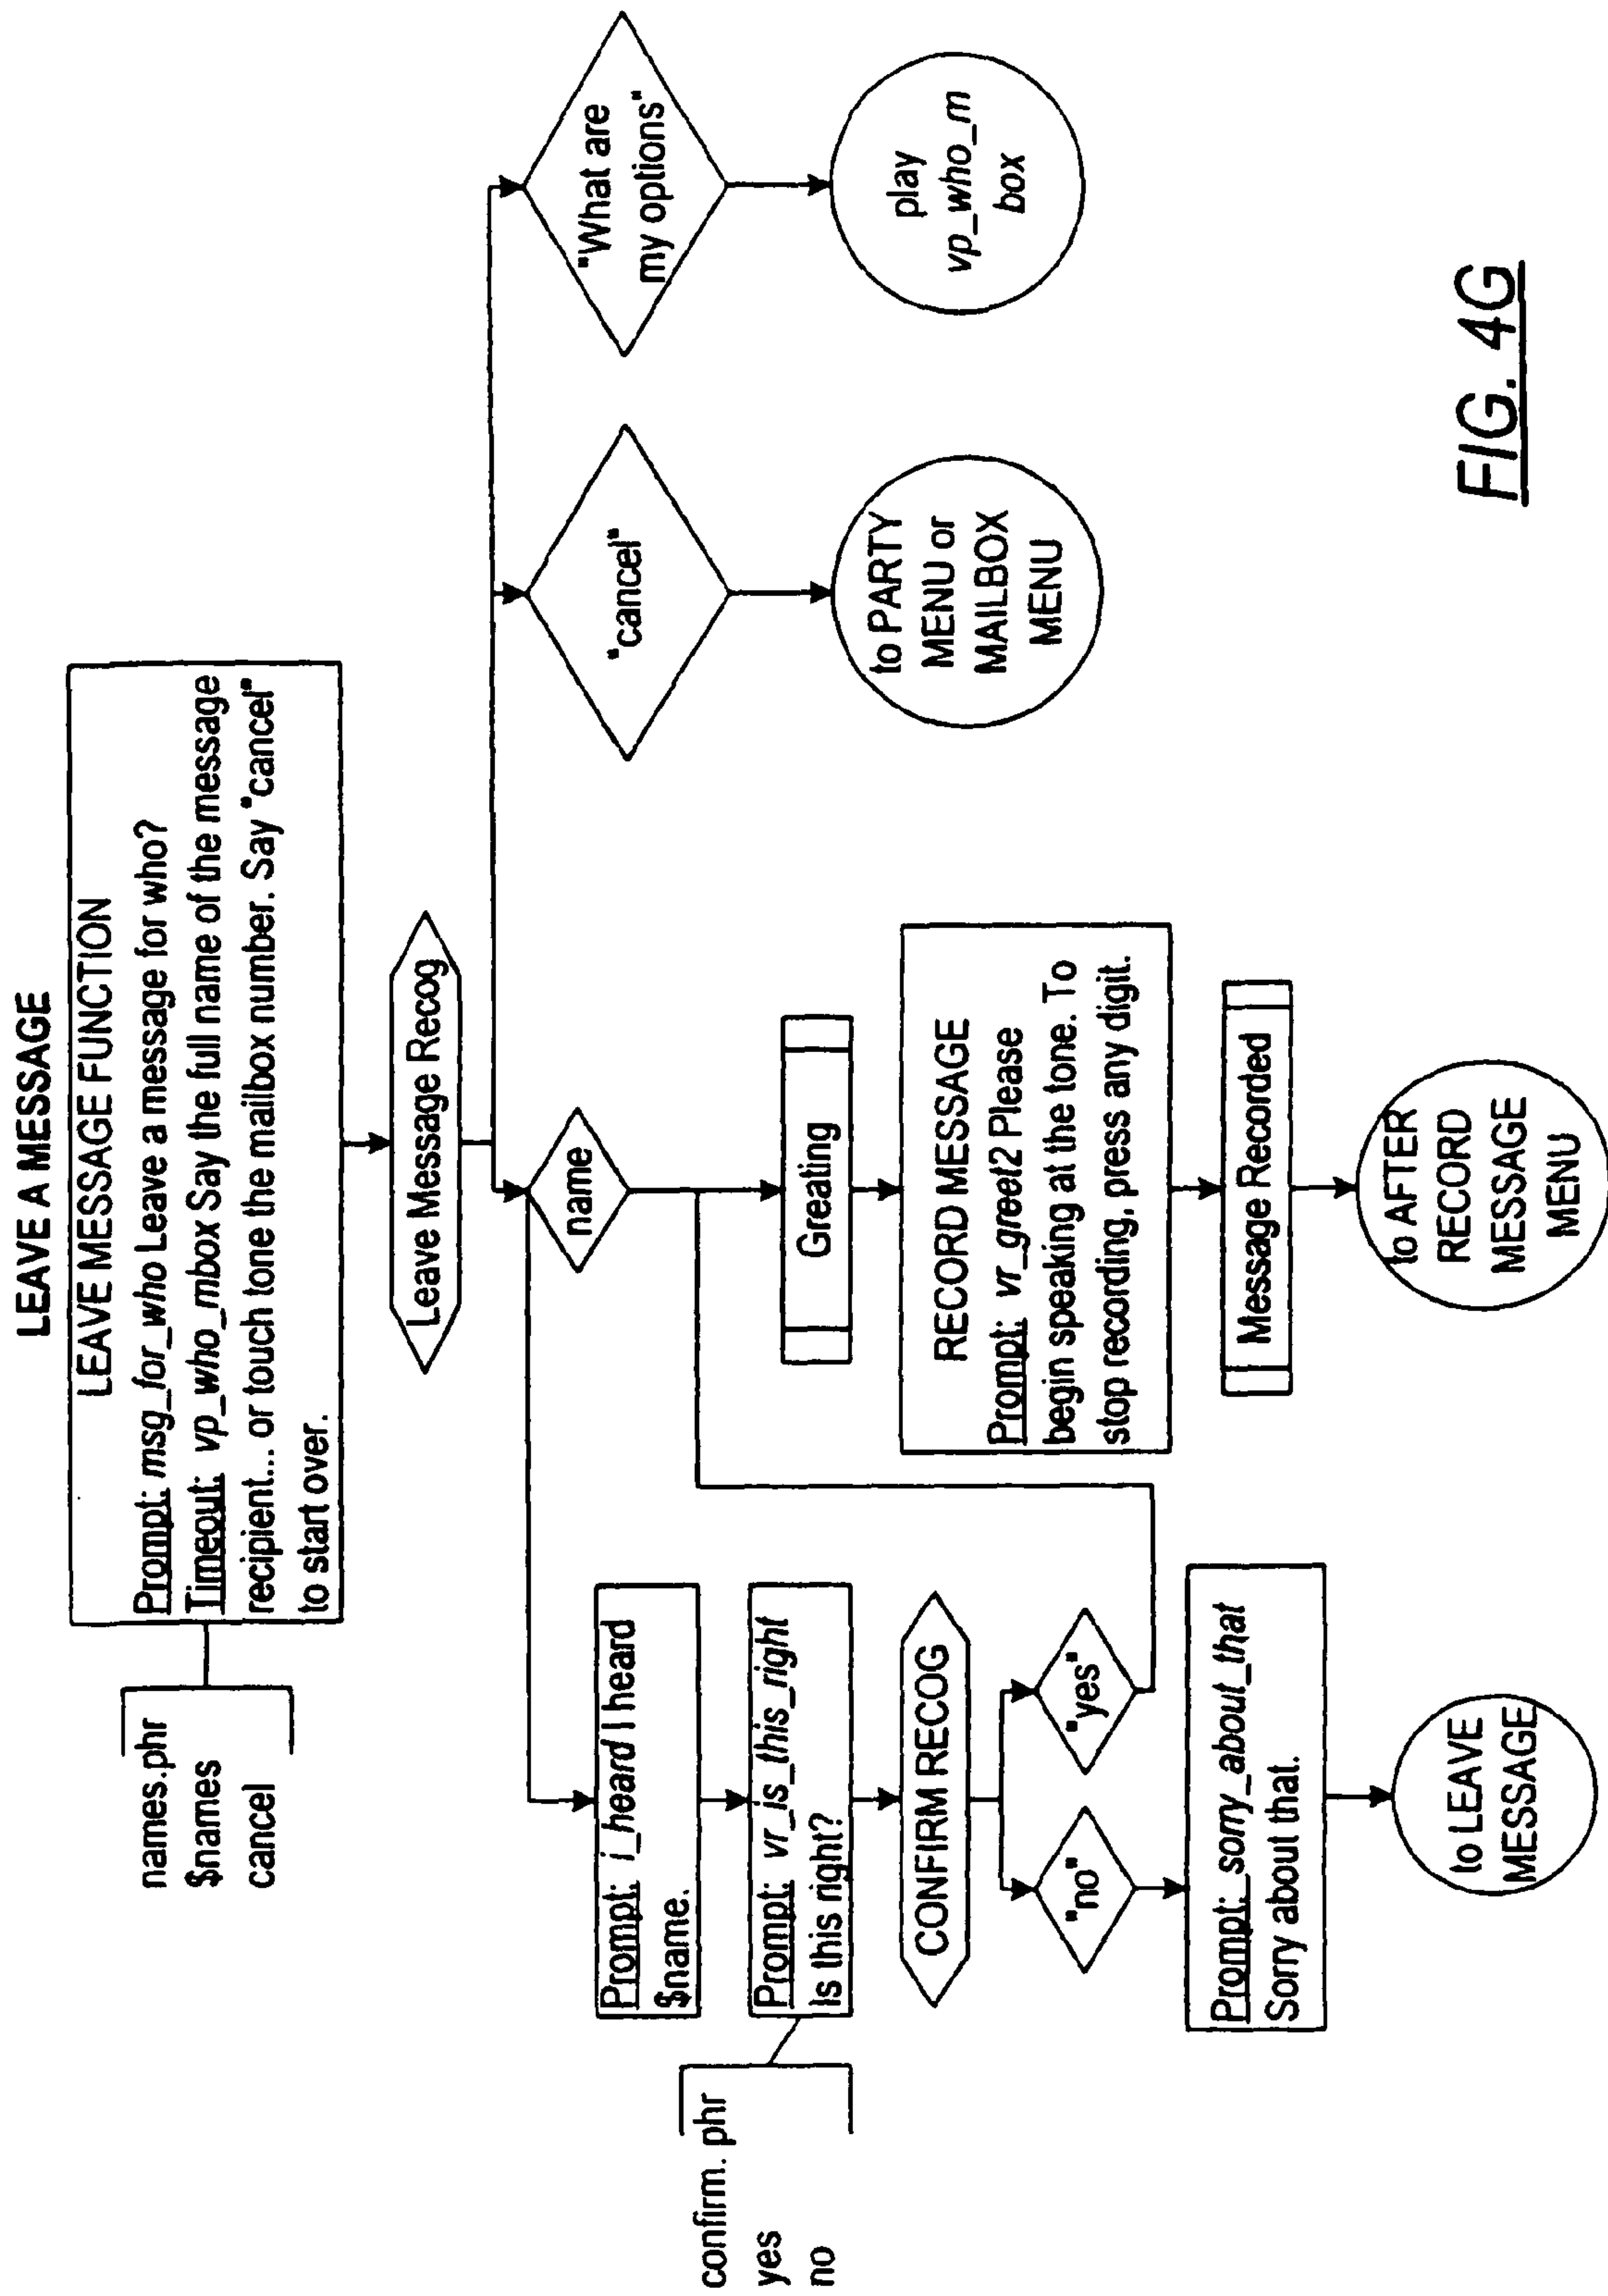 LEAVE A MESSAGE
LEAVE MESSAGE FUNCTION
Prompt: msg_for_who Leave a message for who?
Timeout: vp_who_mbox Say the full name of the message
recipient... or touch tone the mailbox number. Say "cancel"
to start over.
names.phr
$names
cancel
Leave Message Recog
name
"cancel"
"What are
my options"
Prompt: i_heard I heard
$name.
Prompt: vr_is_this_right
Is this right?
confirm. phr
yes
no
CONFIRM RECOG
"no"
"yes"
Prompt: sorry_about_that
Sorry about that.
to LEAVE
MESSAGE
Greating
RECORD MESSAGE
Prompt: vr_greet2 Please
begin speaking at the tone. To
stop recording, press any digit.
Message Recorded
to AFTER
RECORD
MESSAGE
MENU
to PARTY
MENU or
MAILBOX
MENU
play
vp_who_m
box
FIG. 4G